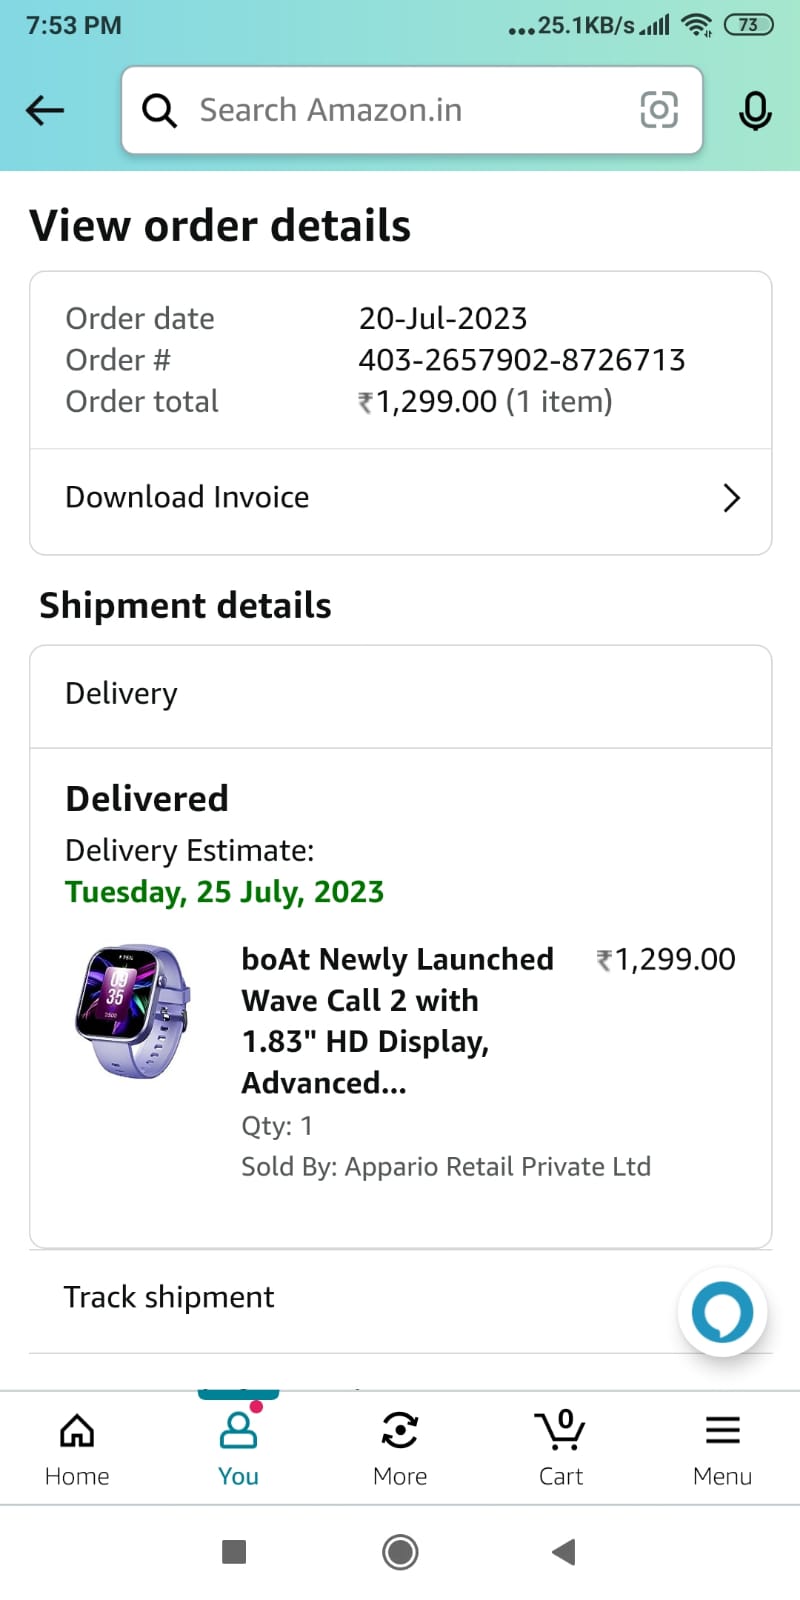 7:53 PM
...25.1KB/s
73
Search Amazon.in
View order details
Order date 20-Jul-2023
Order # 403-2657902-8726713
Order total ₹1,299.00 (1 item)
Download Invoice
Shipment details
Delivery
Delivered
Delivery Estimate:
Tuesday, 25 July, 2023
boAt Newly Launched ₹1,299.00
Wave Call 2 with
1.83" HD Display,
Advanced...
Qty: 1
Sold By: Appario Retail Private Ltd
09
35
Track shipment
0
Home You More Cart Menu